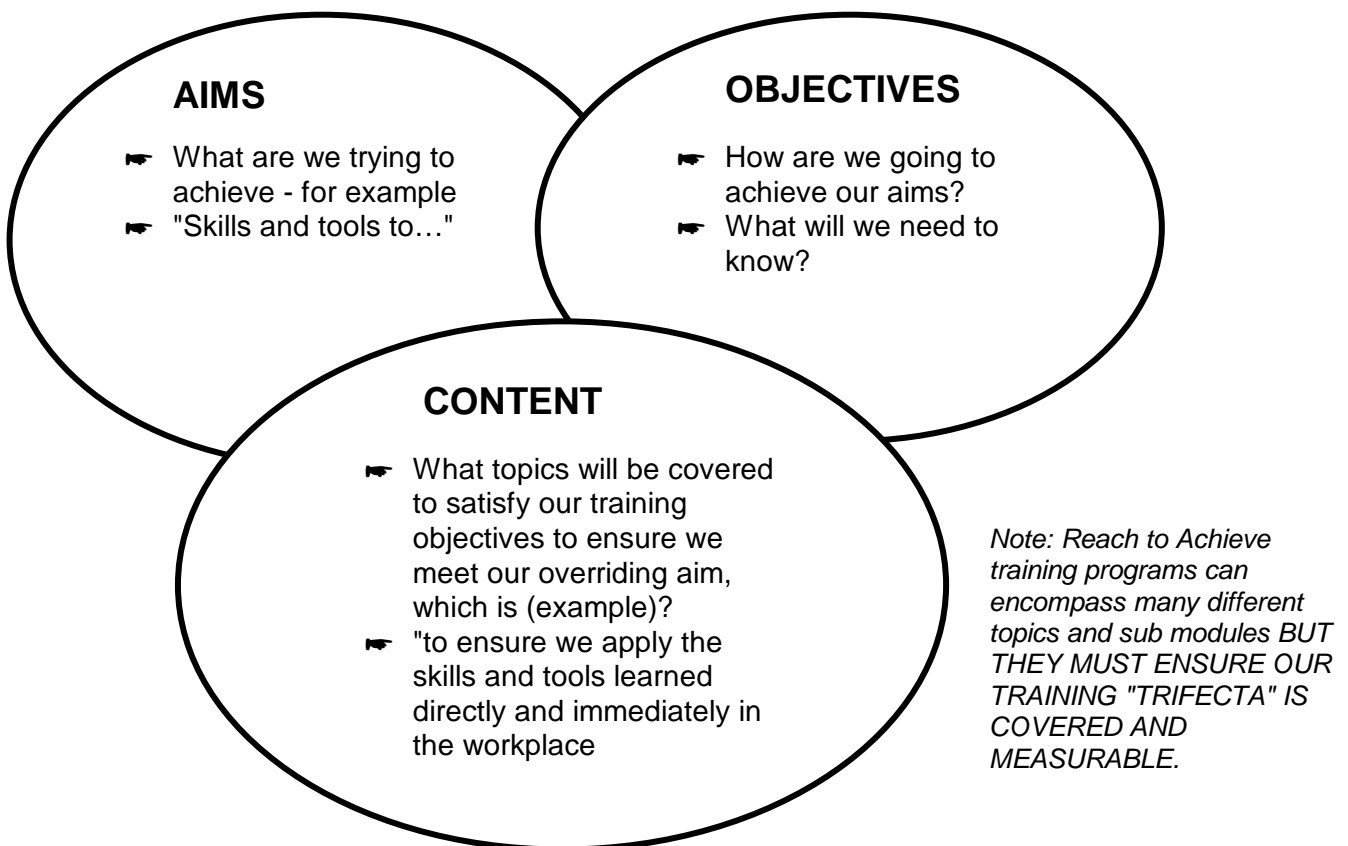 AIMS
☛ What are we trying to
achieve - for example
☛ "Skills and tools to…"
OBJECTIVES
☛ How are we going to
achieve our aims?
☛ What will we need to
know?
CONTENT
☛ What topics will be covered
to satisfy our training
objectives to ensure we
meet our overriding aim,
which is (example)?
☛ "to ensure we apply the
skills and tools learned
directly and immediately in
the workplace
Note: Reach to Achieve
training programs can
encompass many different
topics and sub modules BUT
THEY MUST ENSURE OUR
TRAINING "TRIFECTA" IS
COVERED AND
MEASURABLE.